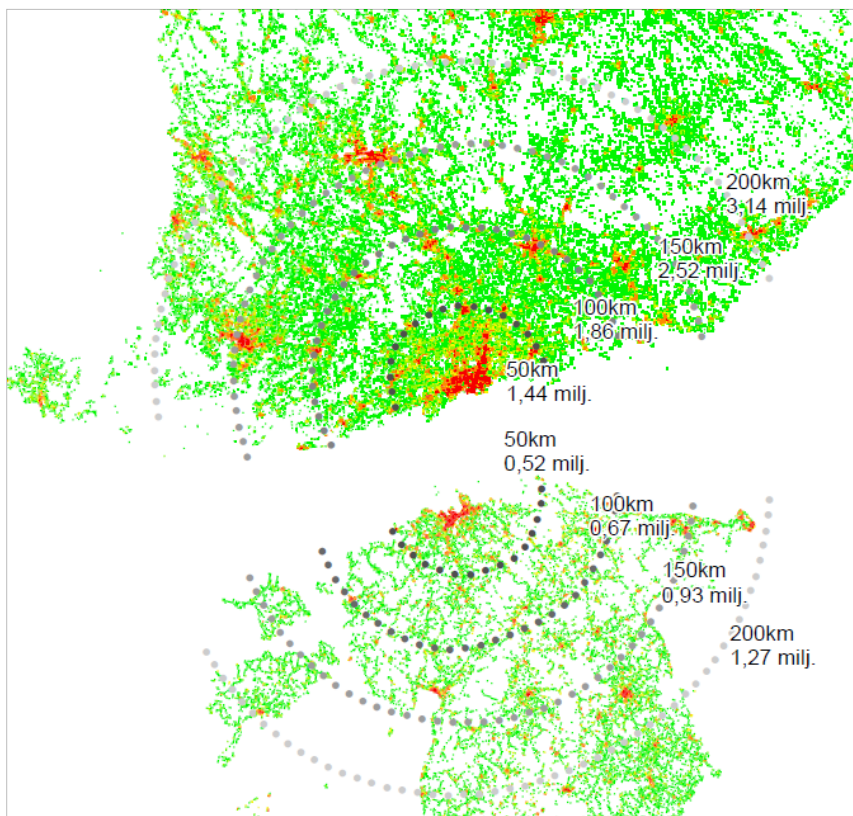 200km
3,14 milj.
150km
2,52 milj.
100km
1,86 milj.
50km
1,44 milj.
50km
0,52 milj.
100km
0,67 milj.
150km
0,93 milj.
200km
1,27 milj.